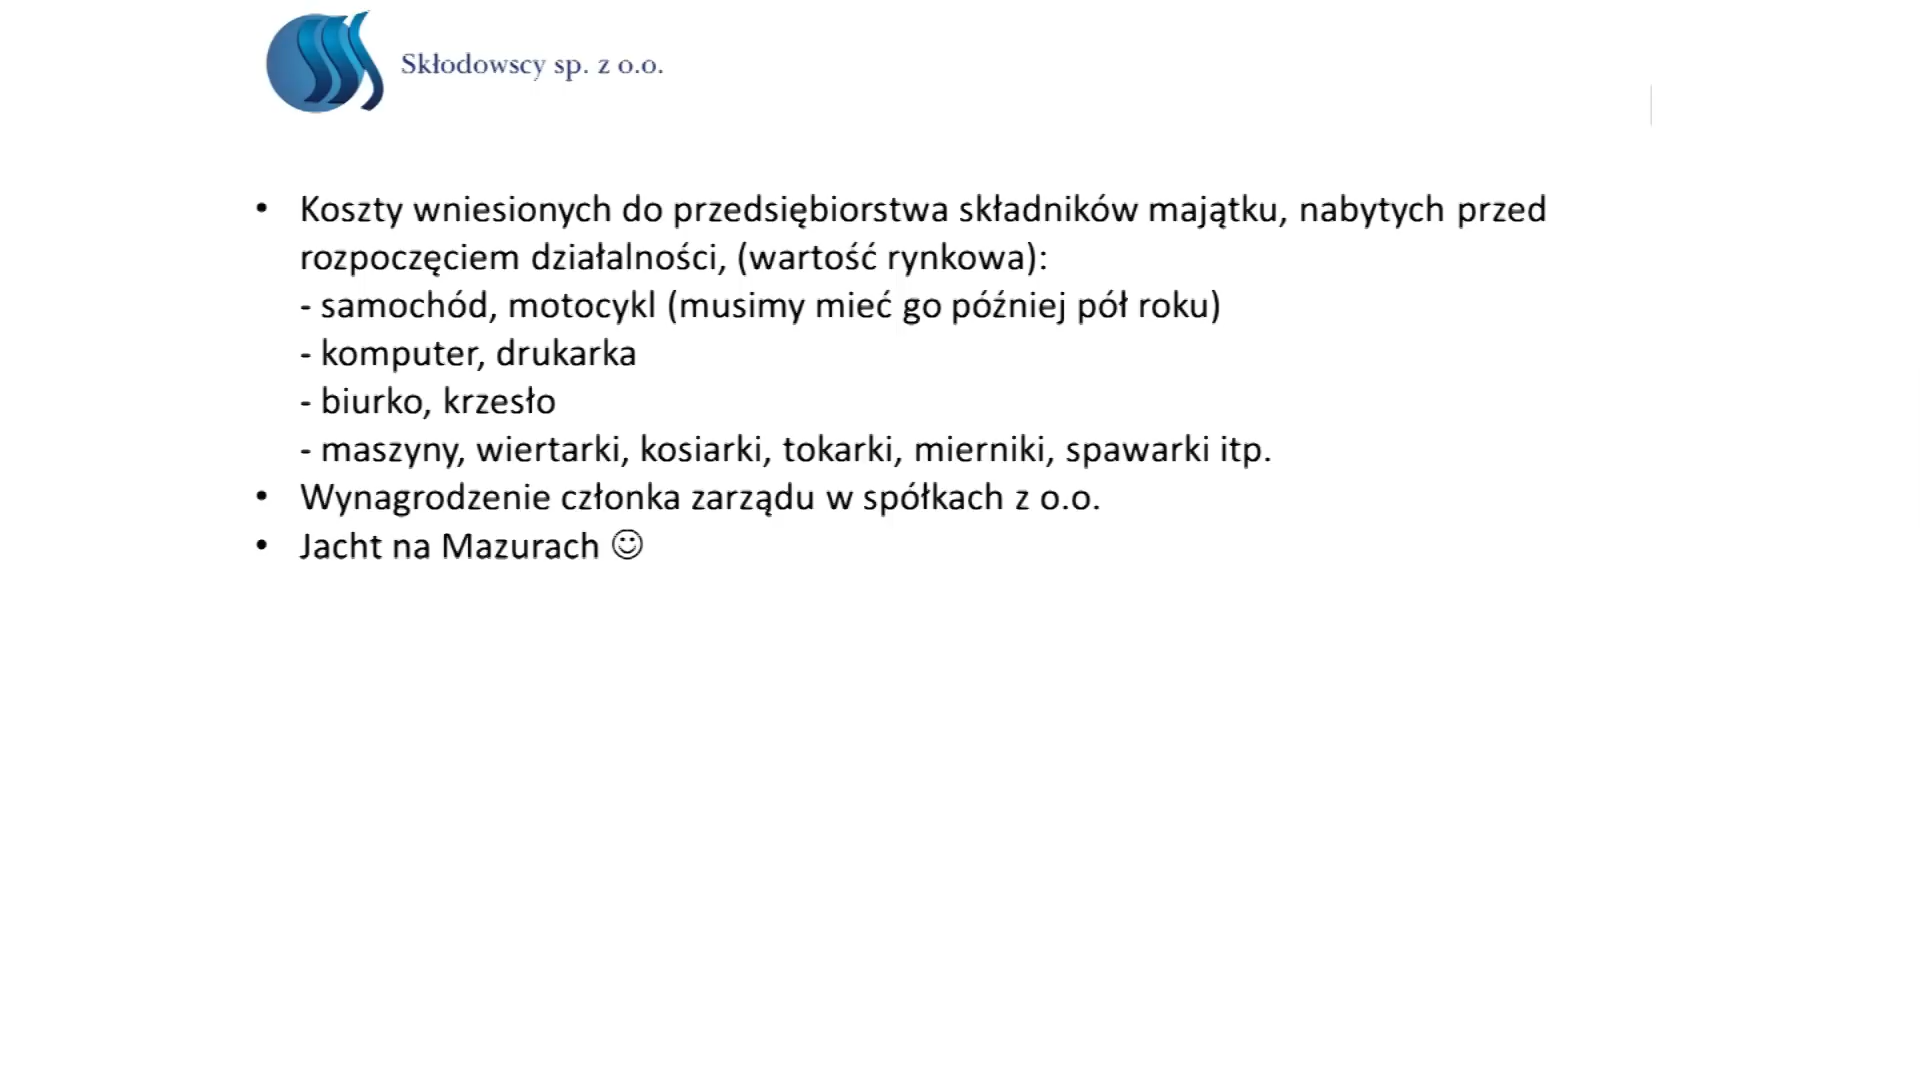 Skłodowscy sp. z o.o.
• Koszty wniesionych do przedsiębiorstwa składników majątku, nabytych przed
rozpoczęciem działalności, (wartość rynkowa):
- samochód, motocykl (musimy mieć go później pół roku)
- komputer, drukarka
- biurko, krzesło
- maszyny, wiertarki, kosiarki, tokarki, mierniki, spawarki itp.
• Wynagrodzenie członka zarządu w spółkach z o.o.
• Jacht na Mazurach ☺